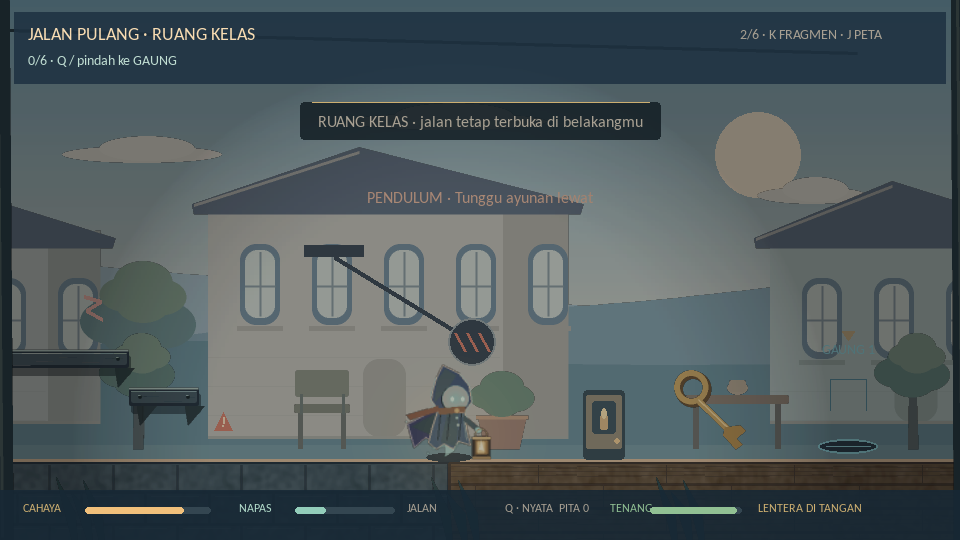 JALAN PULANG · RUANG KELAS
2/6 · K FRAGMEN · J PETA
0/6 · Q / pindah ke GAUNG
RUANG KELAS · jalan tetap terbuka di belakangmu
PENDULUM · Tunggu ayunan lewat
GAUNG
CAHAYA
NAPAS
JALAN
Q · NYATA PITA 0
TENANG
LENTERA DI TANGAN